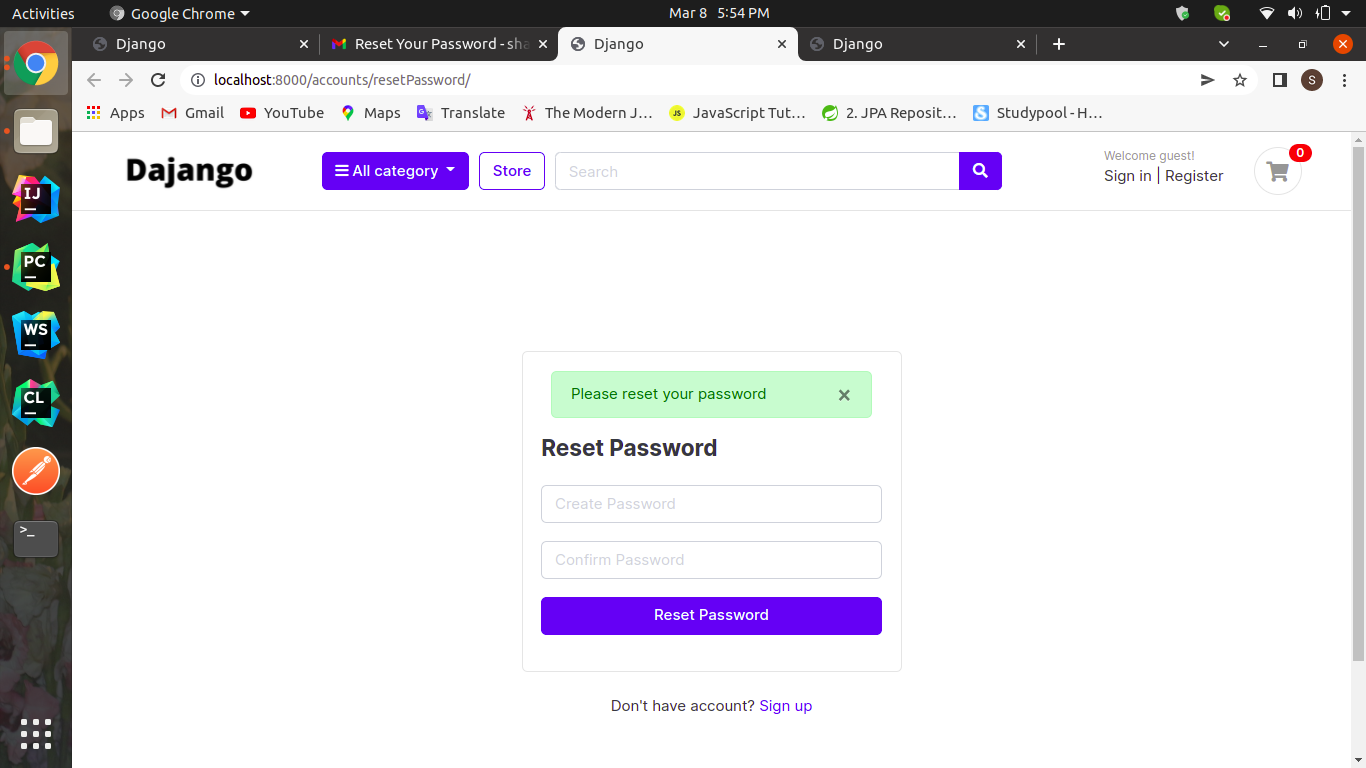 Activities Google Chrome Mar 8 5:54 PM
Django Reset Your Password - sha Django Django
localhost:8000/accounts/resetPassword/ S
Apps Gmail YouTube Maps Translate The Modern J... JS JavaScript Tut... 2. JPA Reposit... S Studypool - H...
Dajango All category Store Search Welcome guest! Sign in | Register 0
IJ
PC
WS
CL
>_
Please reset your password ×
Reset Password
Create Password
Confirm Password
Reset Password
Don't have account? Sign up